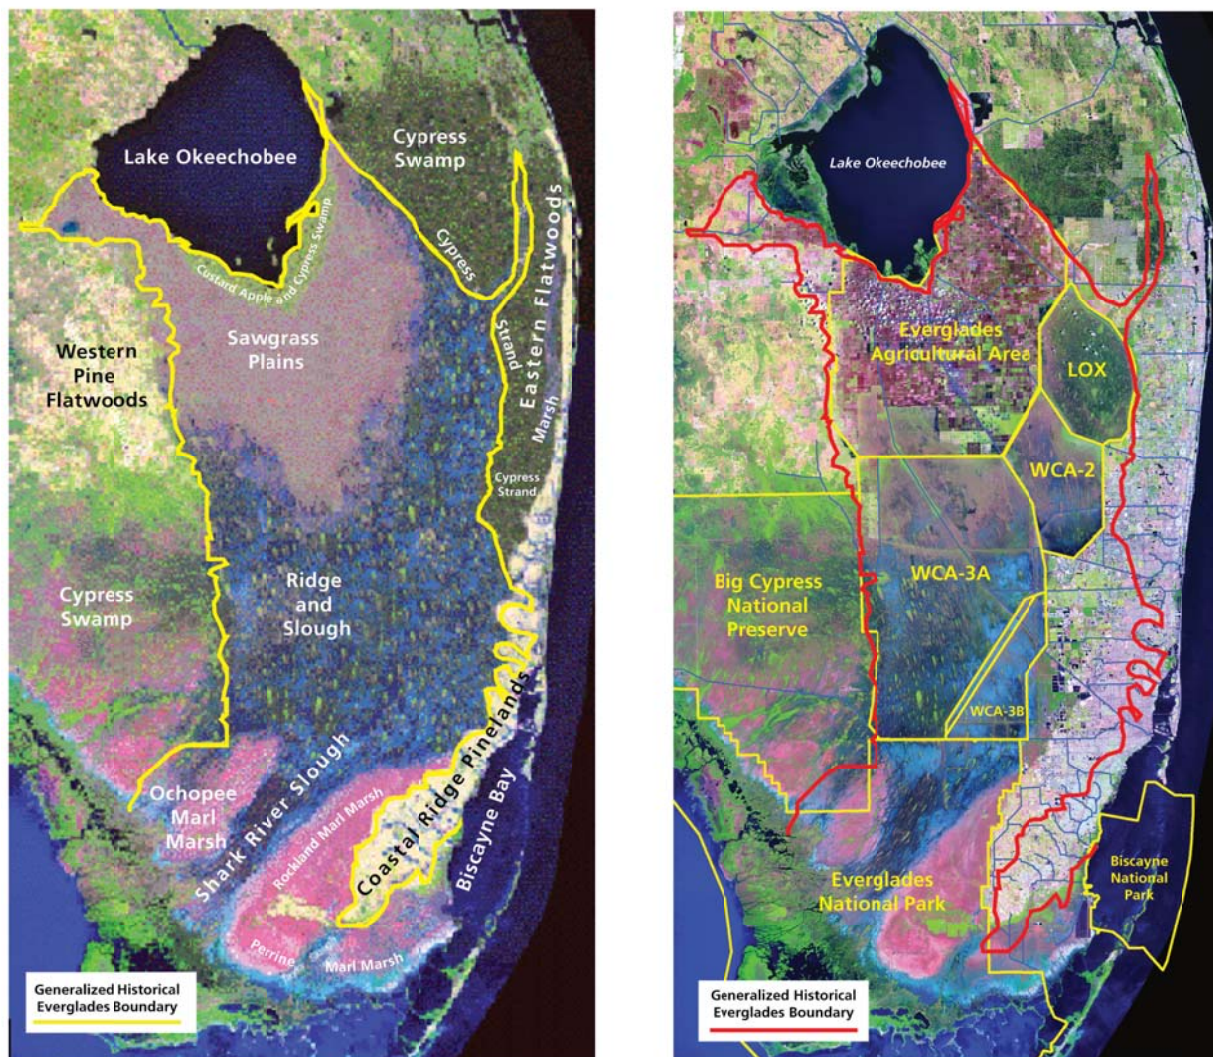 Cypress
Swamp
Lake Okeechobee
Custard Apple and Cypress Swamp
Cypress
Strand
Eastern Flatwoods
Marsh
Sawgrass
Plains
Western
Pine
Flatwoods
Cypress
Strand
Ridge
and
Slough
Cypress
Swamp
Ochopee
Marl
Marsh
Shark River Slough
Rockland Marl Marsh
Coastal Ridge Pinelands
Biscayne Bay
Perrine
Marl Marsh
Generalized Historical
Everglades Boundary
Lake Okeechobee
Everglades
Agricultural Area
LOX
WCA-2
WCA-3A
Big Cypress
National
Preserve
WCA-3B
Everglades
National Park
Biscayne
National
Park
Generalized Historical
Everglades Boundary